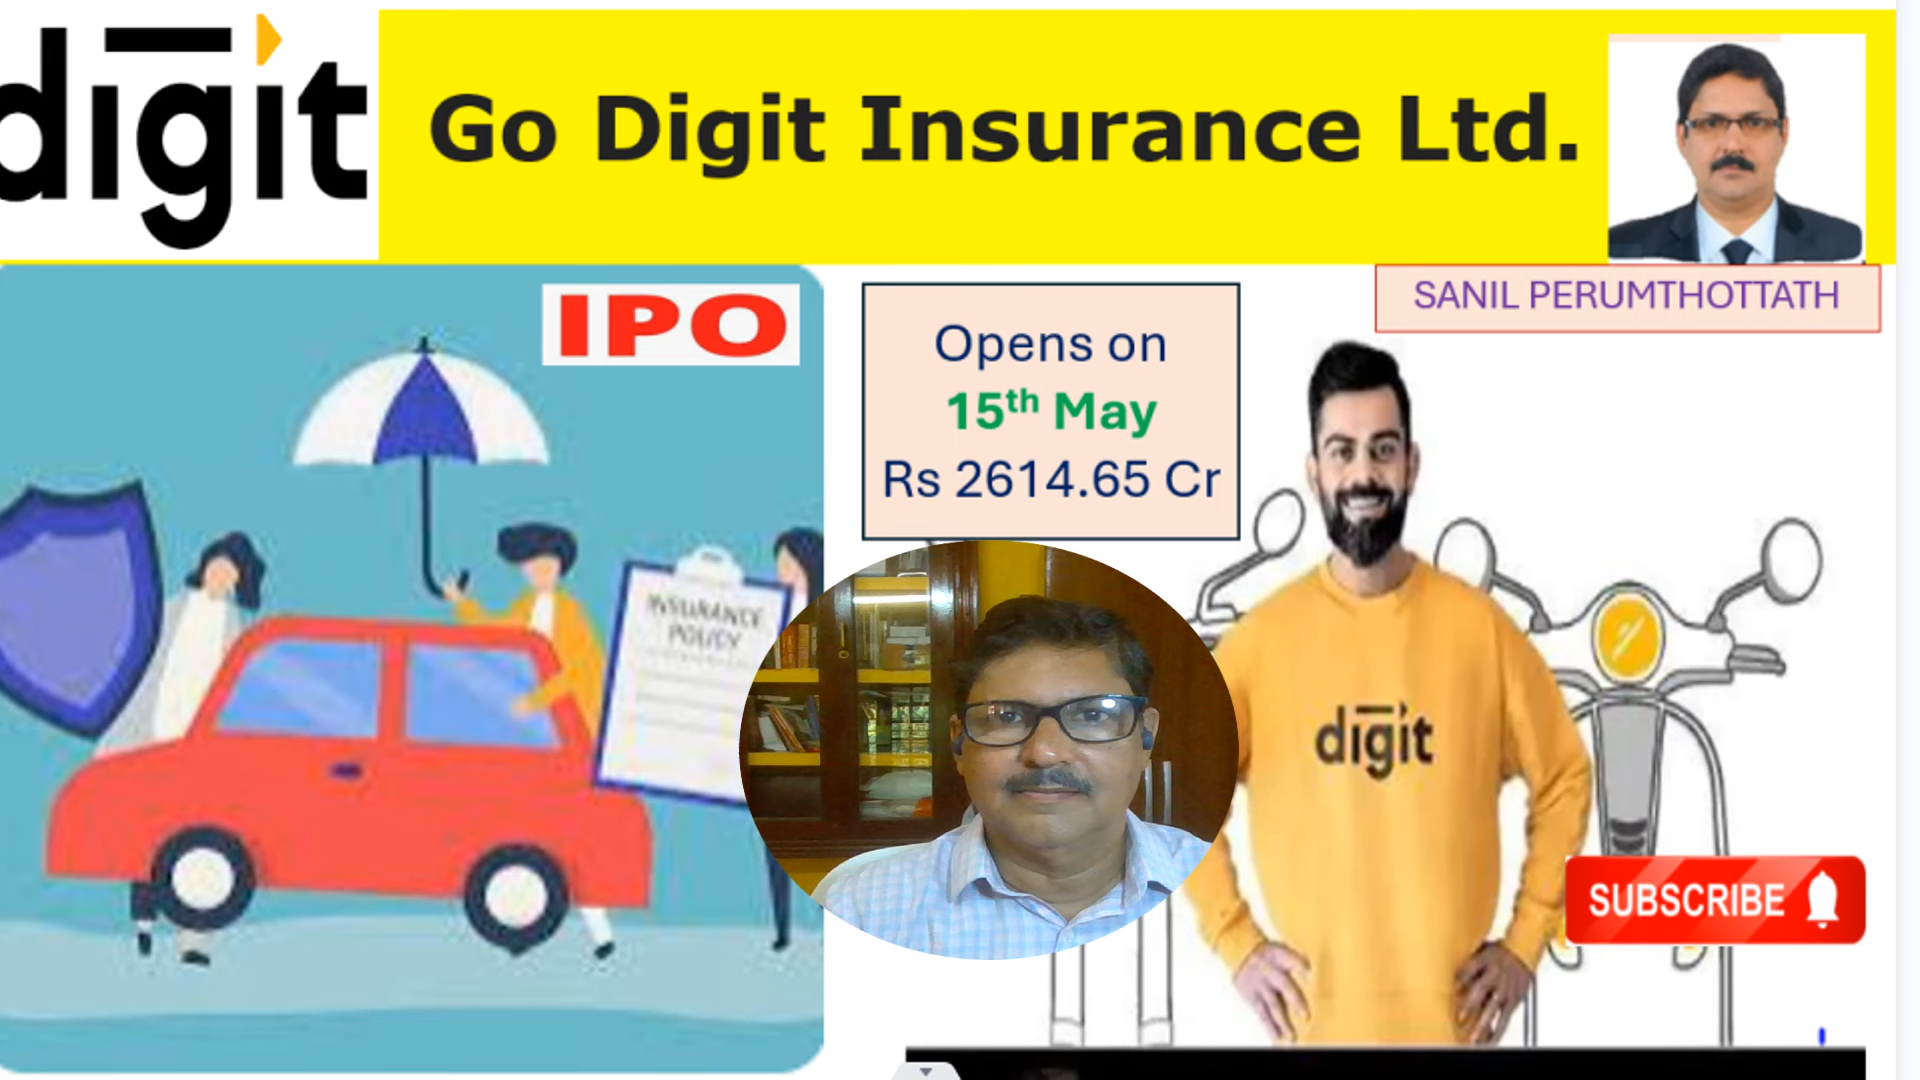 digit
Go Digit Insurance Ltd.
SANIL PERUMTHOTTATH
IPO
Opens on
15th May
Rs 2614.65 Cr
INSURANCE
POLICY
digit
SUBSCRIBE